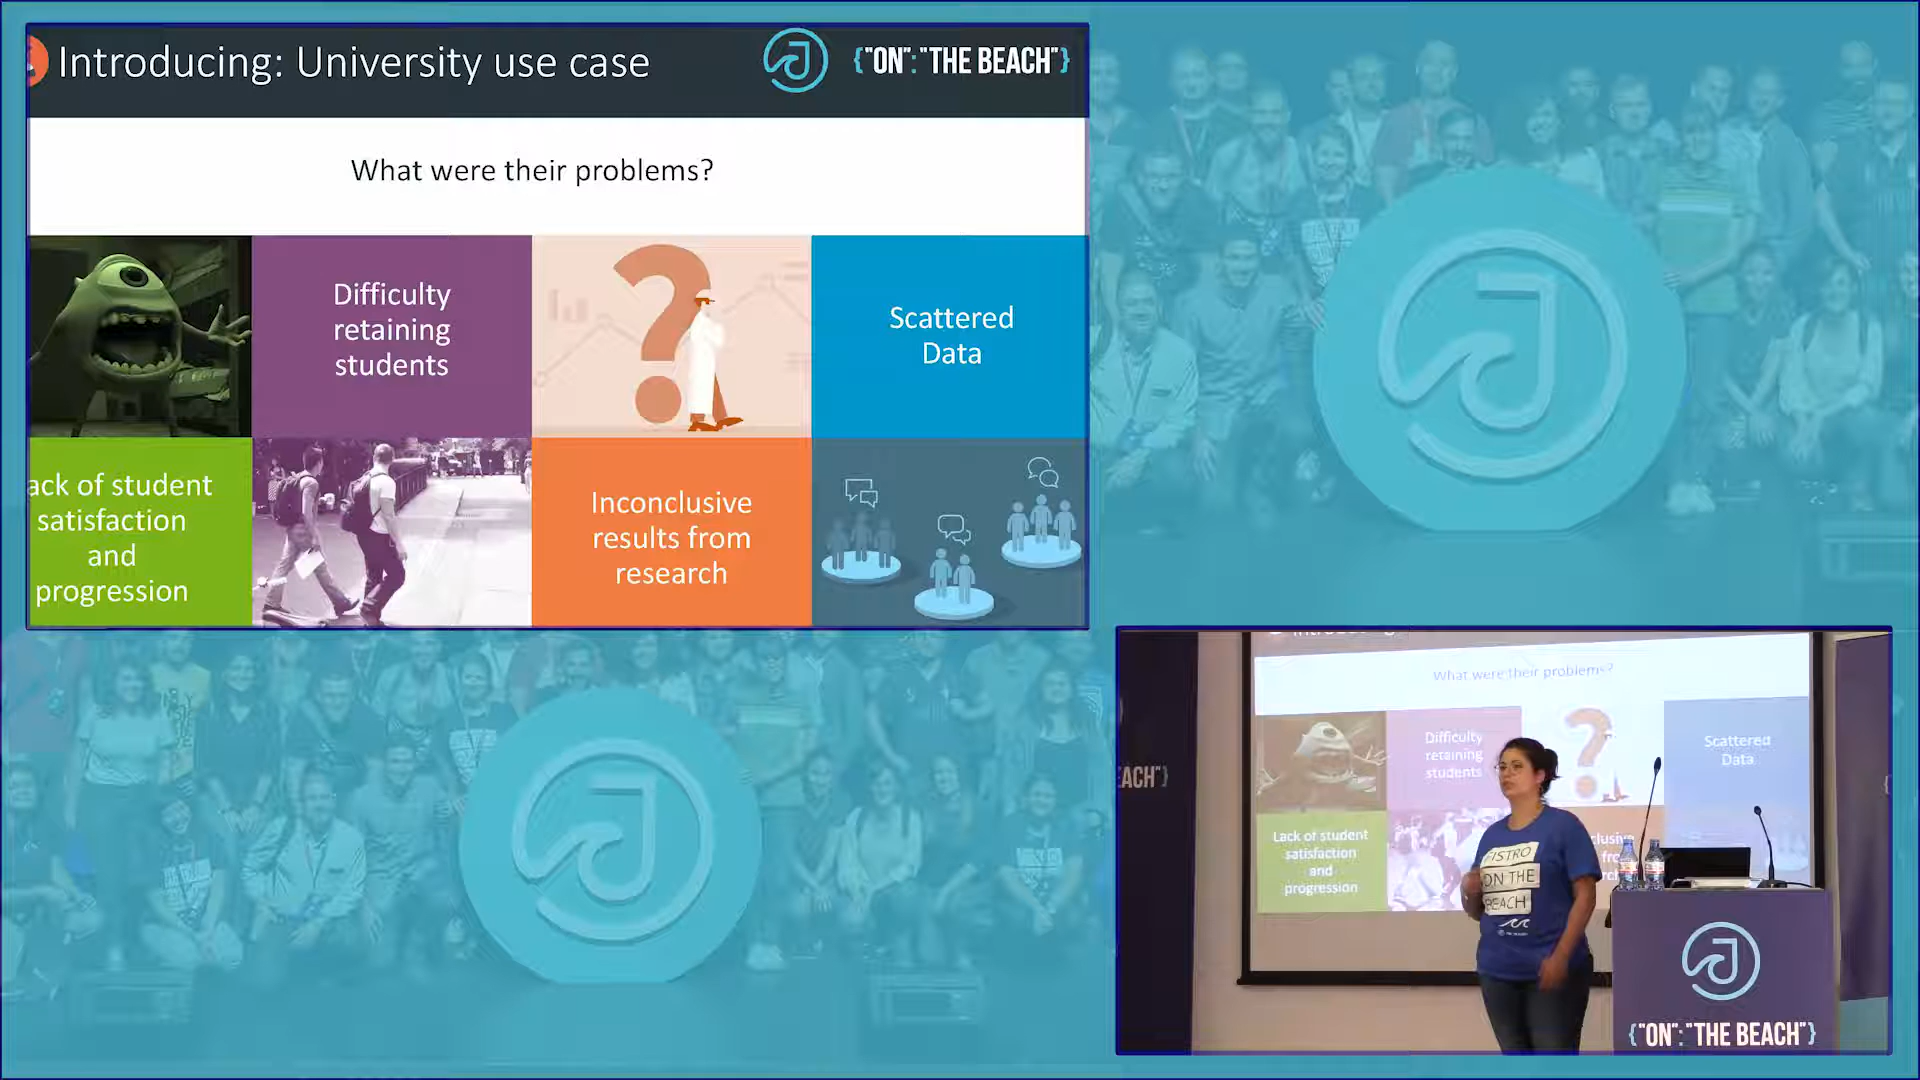 Introducing: University use case
{"ON":"THE BEACH"}
What were their problems?
Difficulty
retaining
students
Scattered
Data
ack of student
satisfaction
and
progression
Inconclusive
results from
research
What were their problems?
Difficulty
retaining
students
Scattered
Data
Lack of student
satisfaction
and
progression
ACH"}
FISTRO
ON THE
BEACH
{"ON":"THE BEACH"}